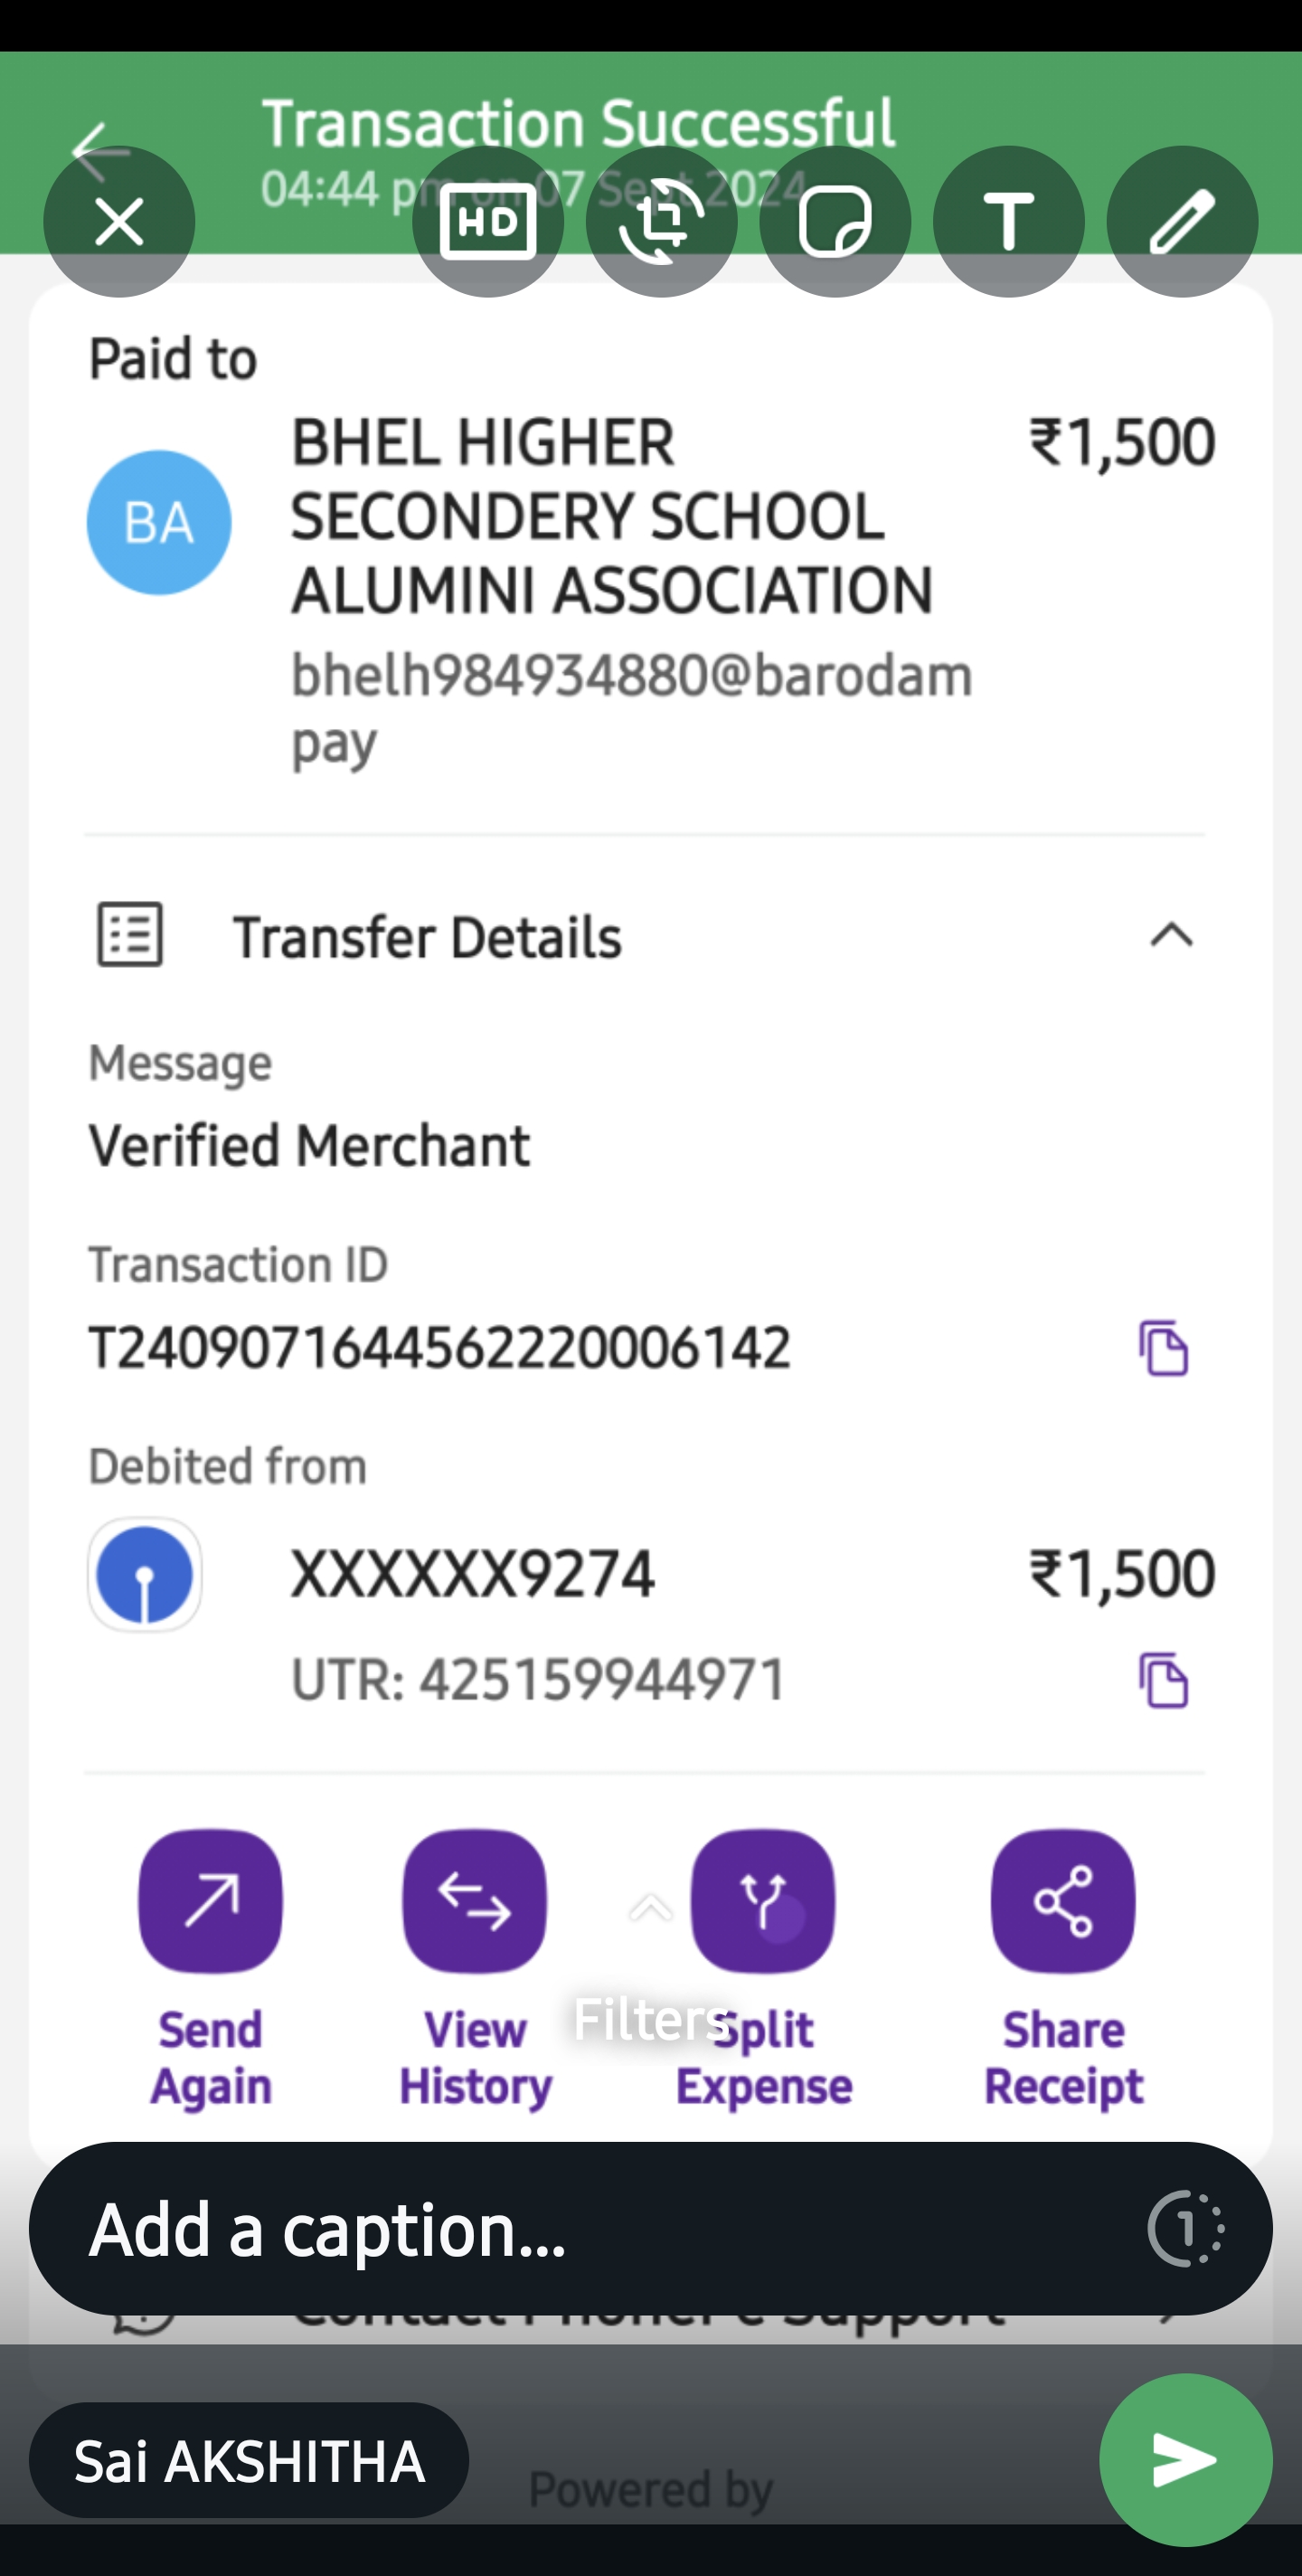 Transaction Successful
04:44 pm on 07 Sept 2024
HD
T
Paid to
BA
BHEL HIGHER
SECONDERY SCHOOL
ALUMINI ASSOCIATION
₹1,500
bhelh984934880@barodam
pay
Transfer Details
Message
Verified Merchant
Transaction ID
T2409071644562220006142
Debited from
XXXXXX9274
₹1,500
UTR: 425159944971
Send
Again
View
History
Filters
Split
Expense
Share
Receipt
Add a caption...
1
Contact PhonePe Support
Sai AKSHITHA
Powered by